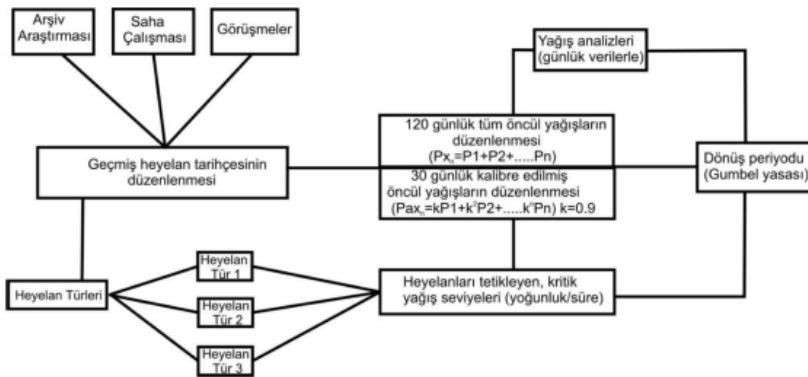 Arşiv
Araştırması
Saha
Çalışması
Görüşmeler
Yağış analizleri
(günlük verilerle)
120 günlük tüm öncül yağışların
düzenlenmesi
(Pxₙ=P1+P2+.....Pn)
Geçmiş heyelan tarihçesinin
düzenlenmesi
30 günlük kalibre edilmiş
öncül yağışların düzenlenmesi
(Paxₙ=kP1+k²P2+.....kⁿPn) k=0.9
Dönüş periyodu
(Gumbel yasası)
Heyelan Türleri
Heyelan
Tür 1
Heyelan
Tür 2
Heyelan
Tür 3
Heyelanları tetikleyen, kritik
yağış seviyeleri (yoğunluk/süre)